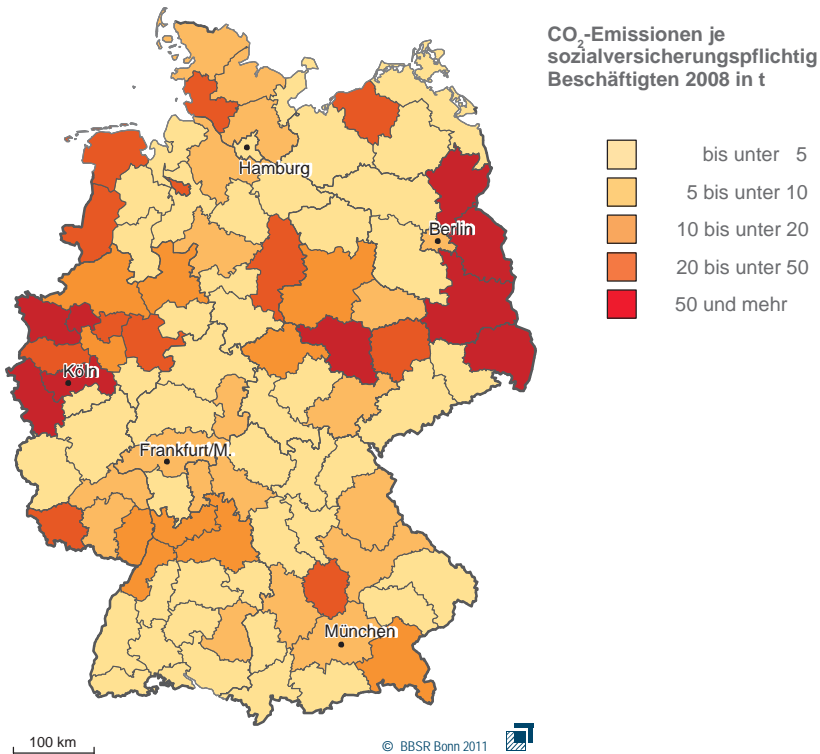 CO2-Emissionen je
sozialversicherungspflichtig
Beschäftigten 2008 in t
bis unter 5
5 bis unter 10
10 bis unter 20
20 bis unter 50
50 und mehr
Hamburg
Berlin
Köln
Frankfurt/M.
München
100 km
© BBSR Bonn 2011